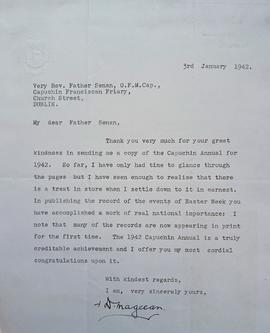 3rd January 1942.
Very Rev. Father Senan, O.F.M.Cap.,
Capuchin Franciscan Friary,
Church Street,
DUBLIN.
My dear Father Senan,
Thank you very much for your great
kindness in sending me a copy of the Capuchin Annual for
1942. So far, I have only had time to glance through
the pages but I have seen enough to realise that there
is a treat in store when I settle down to it in earnest.
In publishing the record of the events of Easter Week you
have accomplished a work of real national importance; I
note that many of the records are now appearing in print
for the first time. The 1942 Capuchin Annual is a truly
creditable achievement and I offer you my most cordial
congratulations upon it.
With kindest regards,
I am, very sincerely yours,
+ D. Mageean.